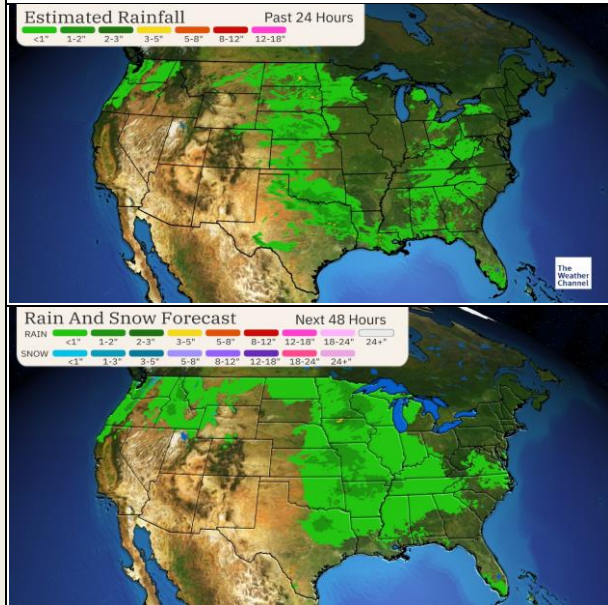 Estimated Rainfall Past 24 Hours
<1" 1-2" 2-3" 3-5" 5-8" 8-12" 12-18"
The
Weather
Channel
Rain And Snow Forecast Next 48 Hours
RAIN
<1" 1-2" 2-3" 3-5" 5-8" 8-12" 12-18" 18-24" 24+"
SNOW
<1" 1-3" 3-5" 5-8" 8-12" 12-18" 18-24" 24+"